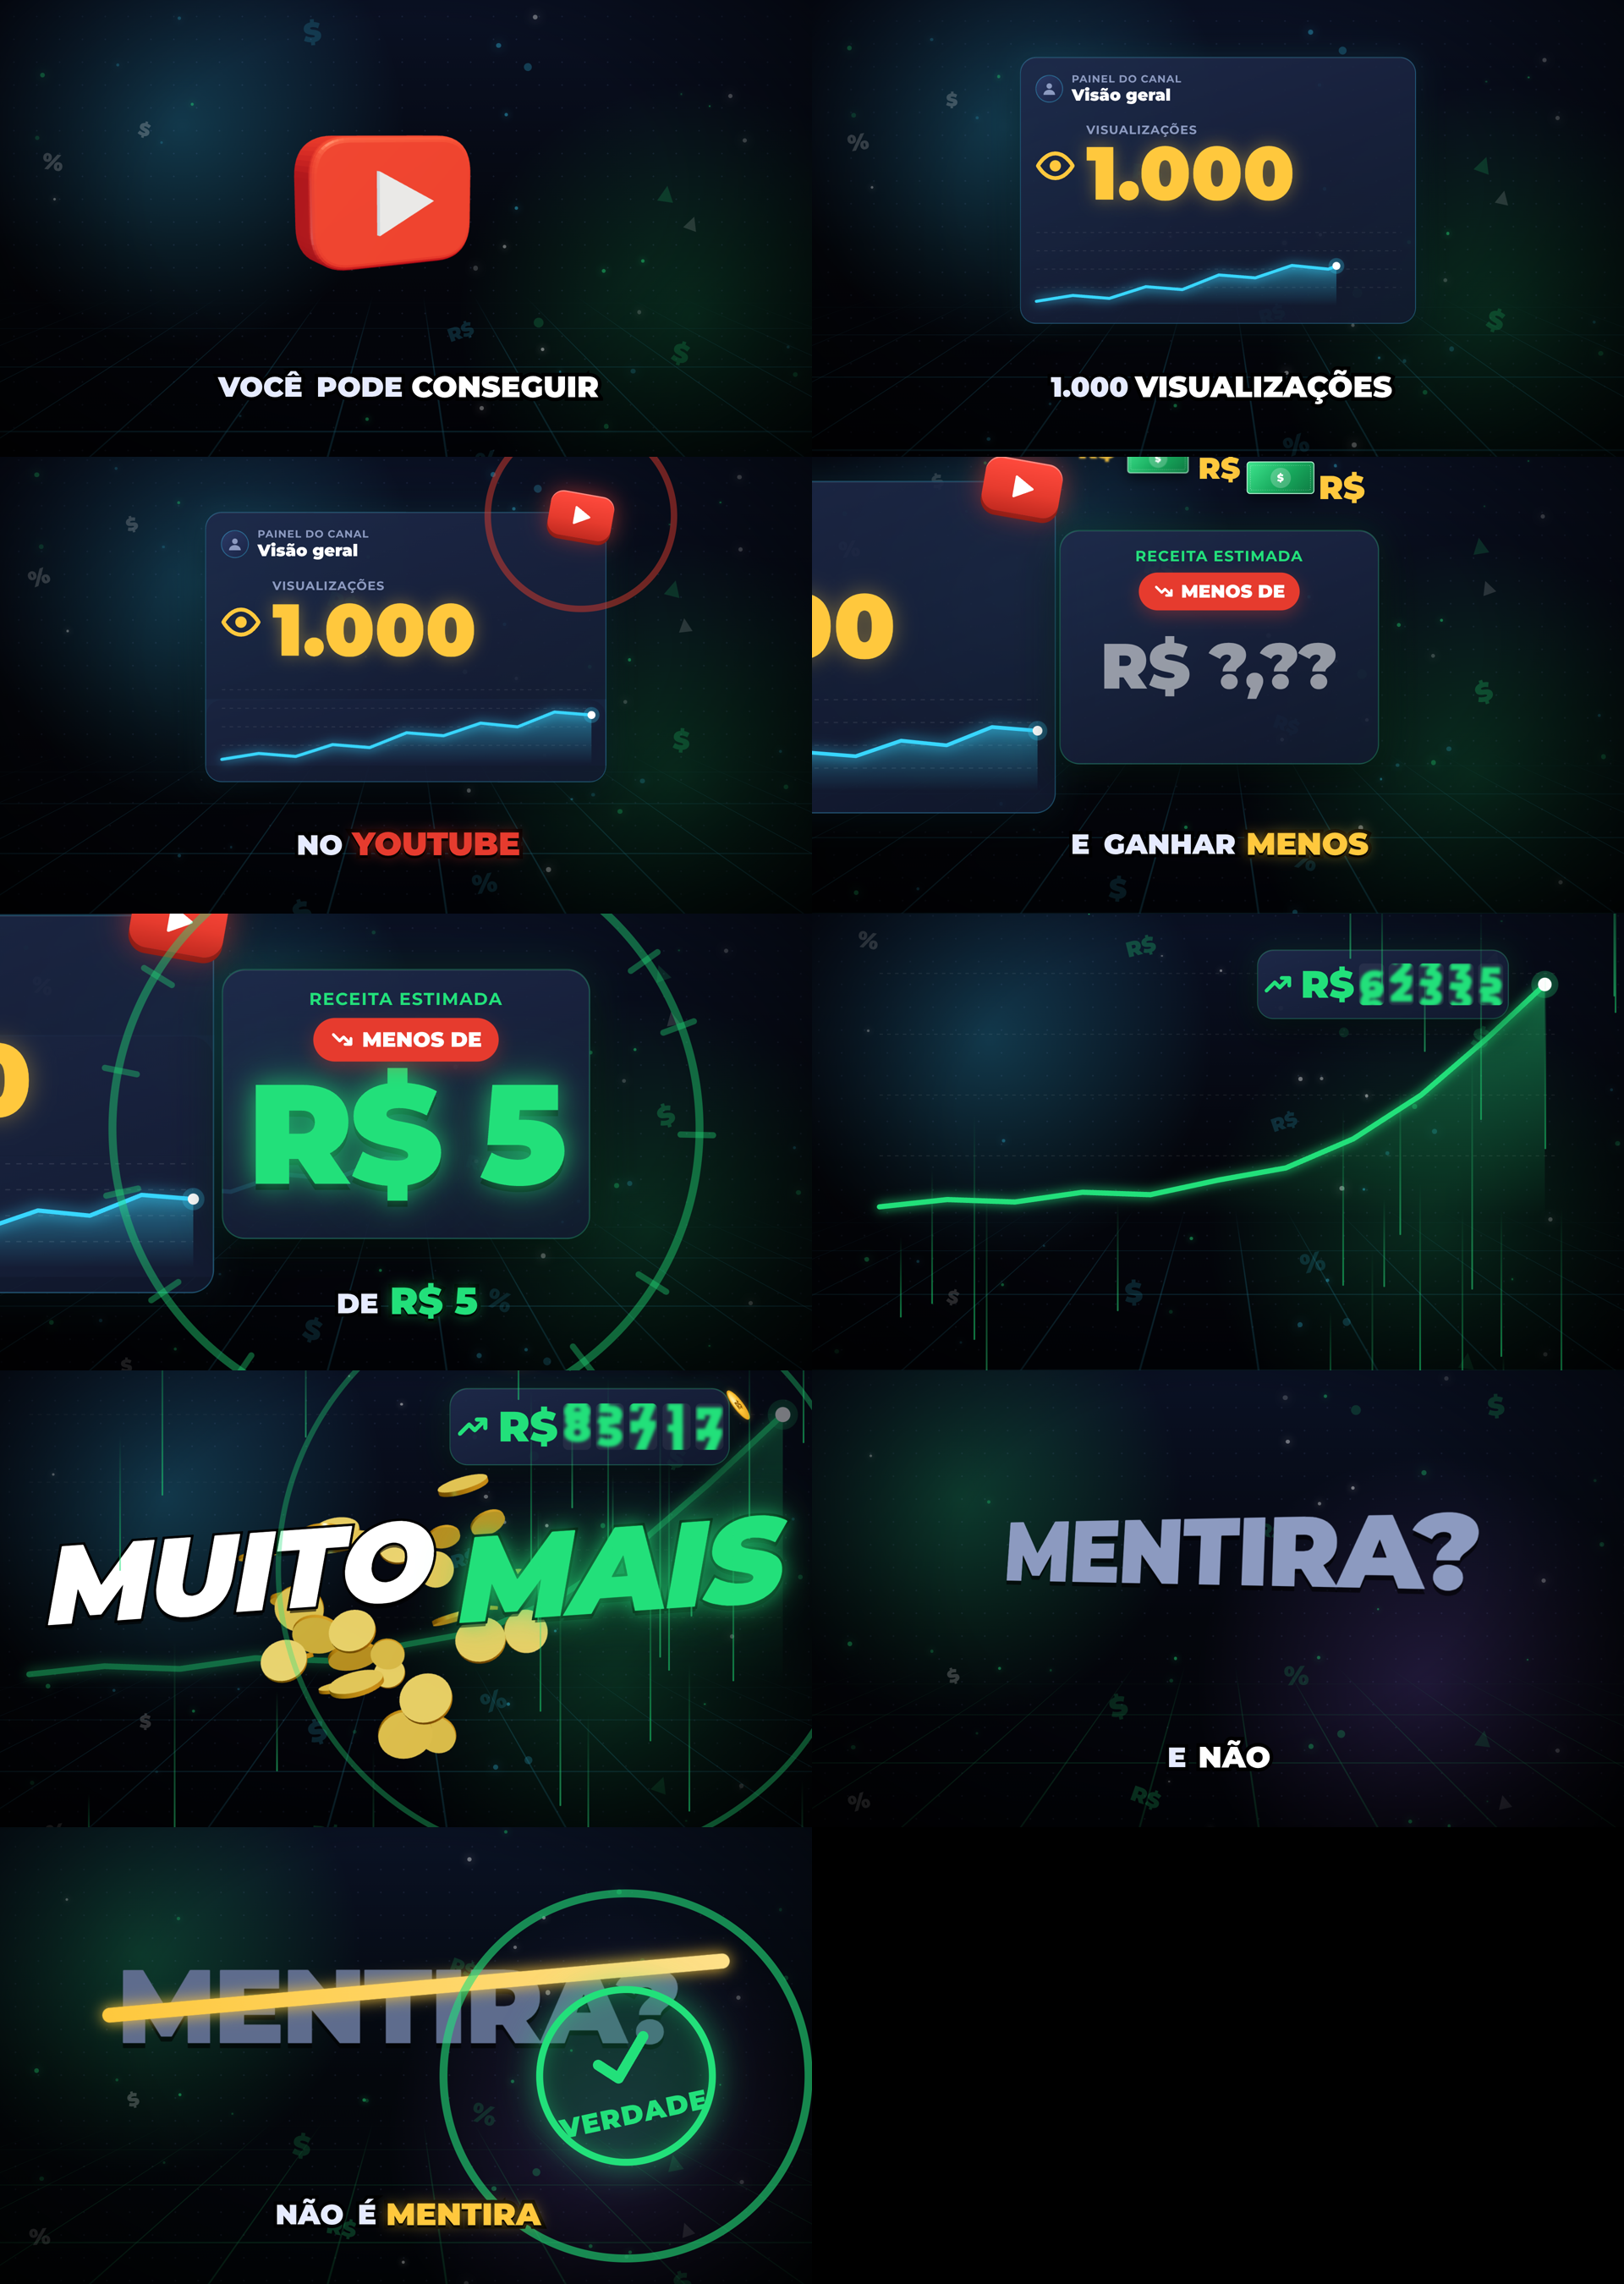 VOCÊ PODE CONSEGUIR
PAINEL DO CANAL
Visão geral
VISUALIZAÇÕES
1.000
1.000 VISUALIZAÇÕES
PAINEL DO CANAL
Visão geral
VISUALIZAÇÕES
1.000
NO YOUTUBE
R$ R$
00
RECEITA ESTIMADA
MENOS DE
R$ ?,??
E GANHAR MENOS
0
RECEITA ESTIMADA
MENOS DE
R$ 5
DE R$ 5
R$
R$
MUITO MAIS
MENTIRA?
E NÃO
MENTIRA?
VERDADE
NÃO É MENTIRA